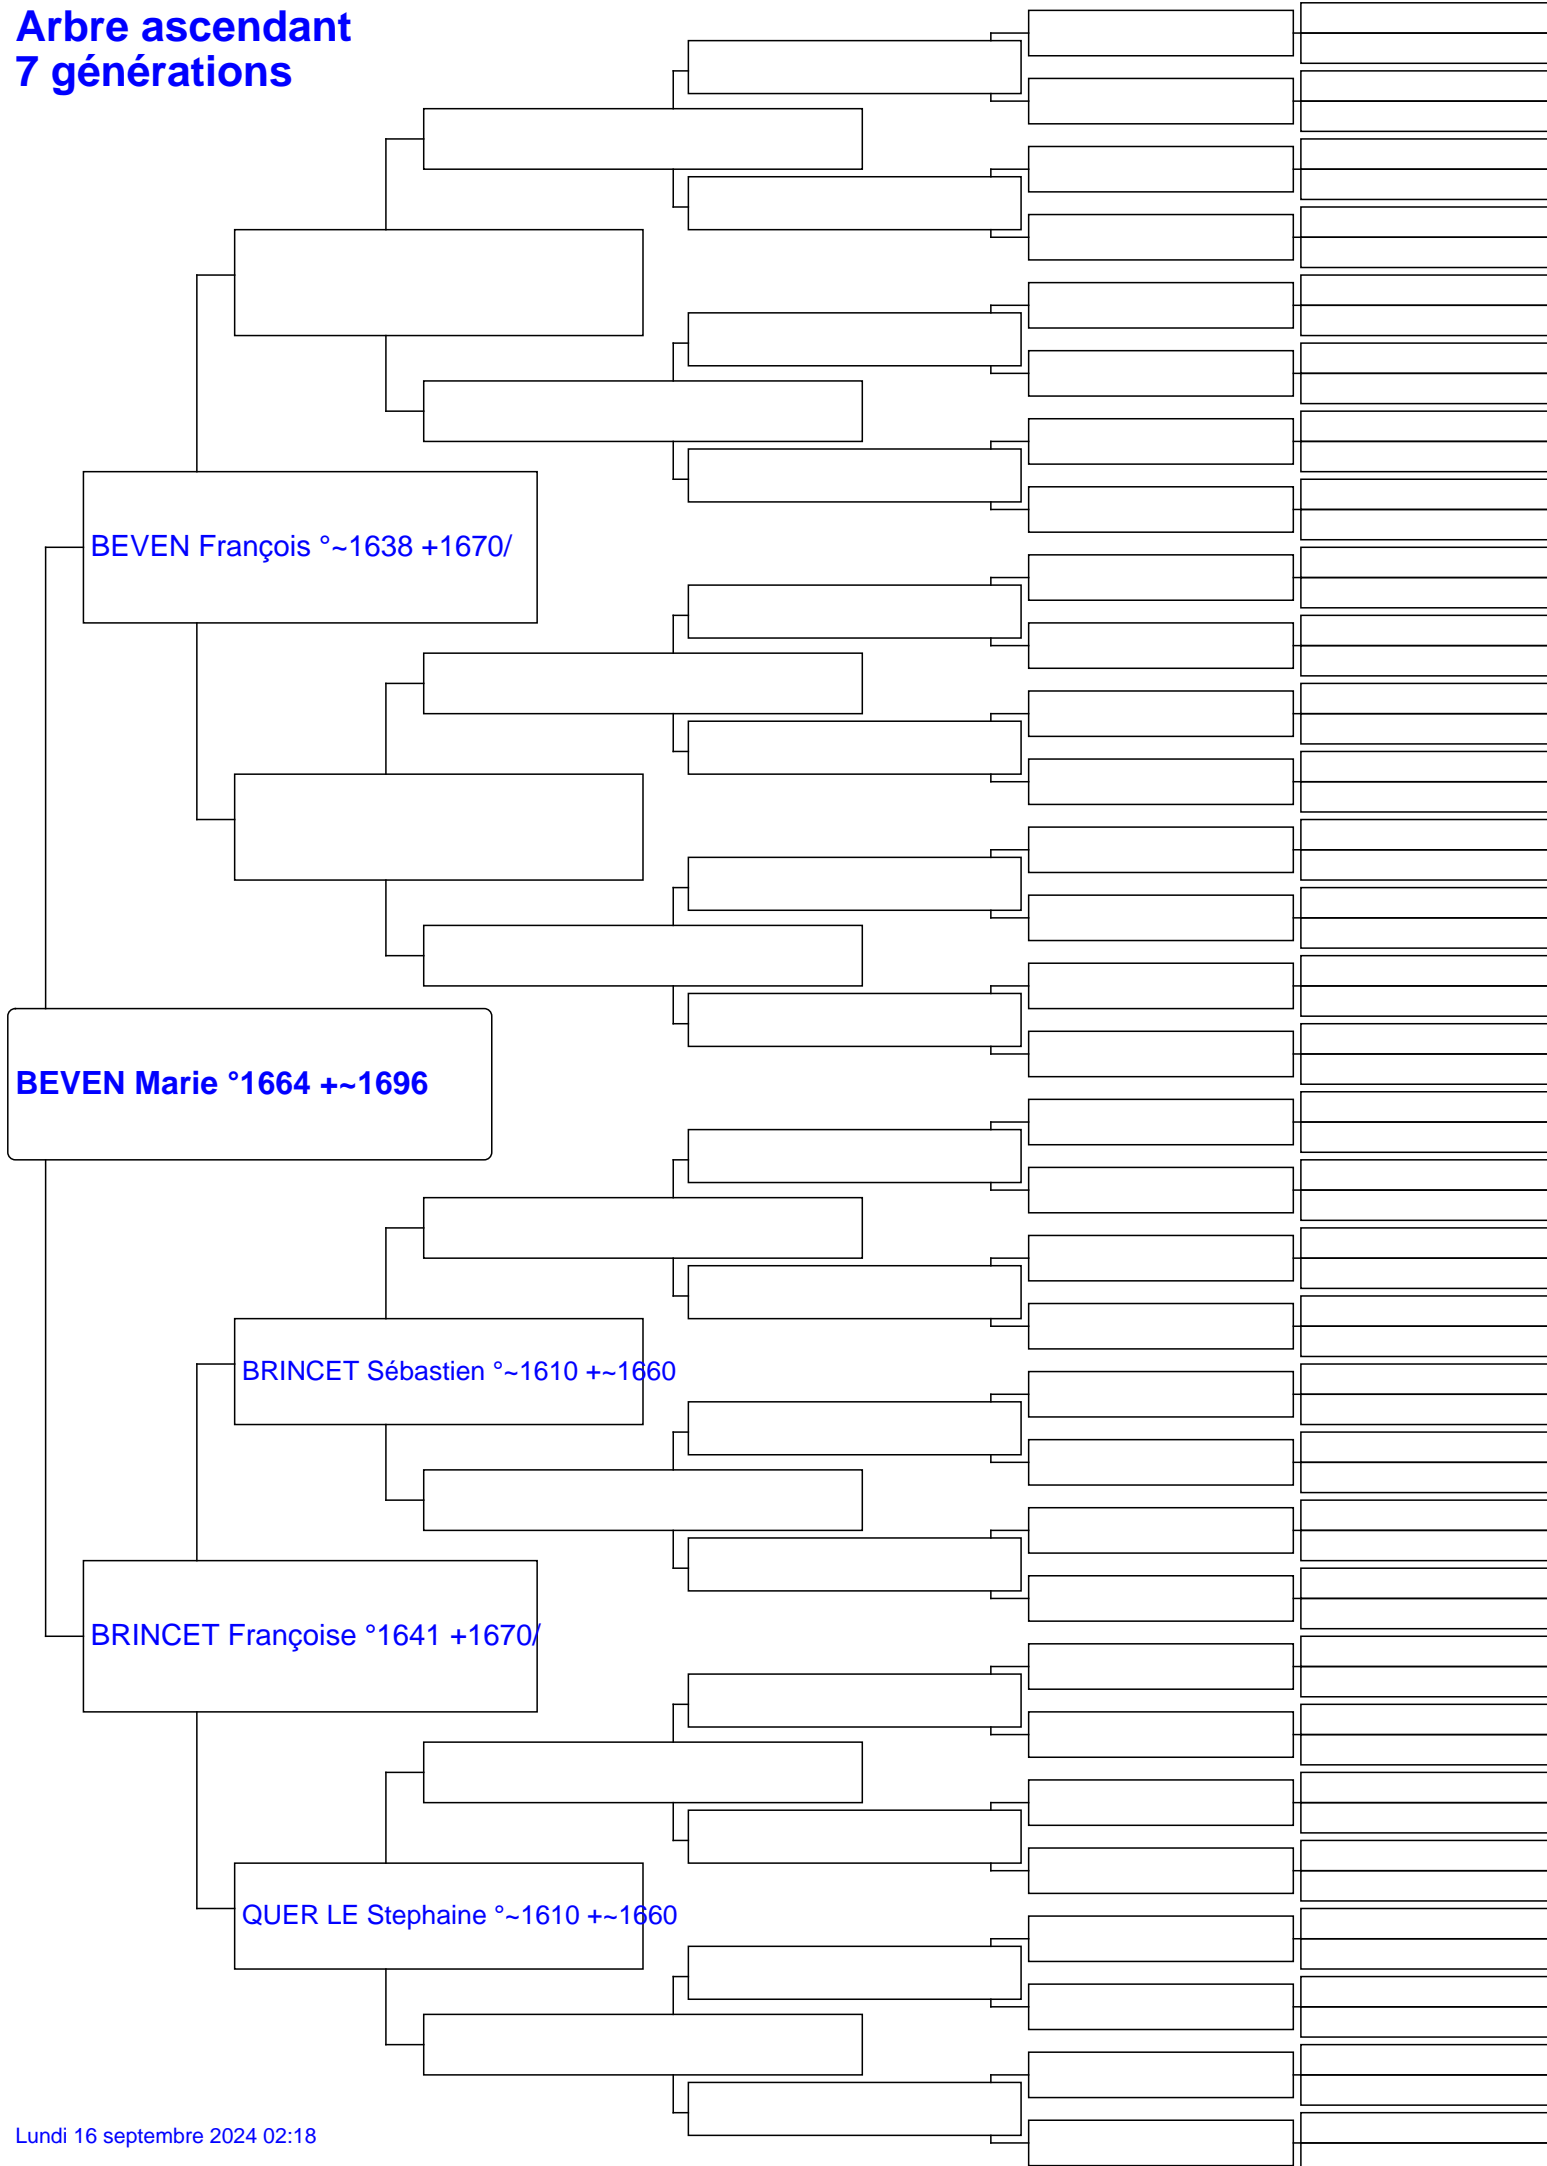 Arbre ascendant
7 générations
BEVEN François °~1638 +1670/
BEVEN Marie °1664 +~1696
BRINCET Sébastien °~1610 +~1660
BRINCET Françoise °1641 +1670/
QUER LE Stephaine °~1610 +~1660
Lundi 16 septembre 2024 02:18